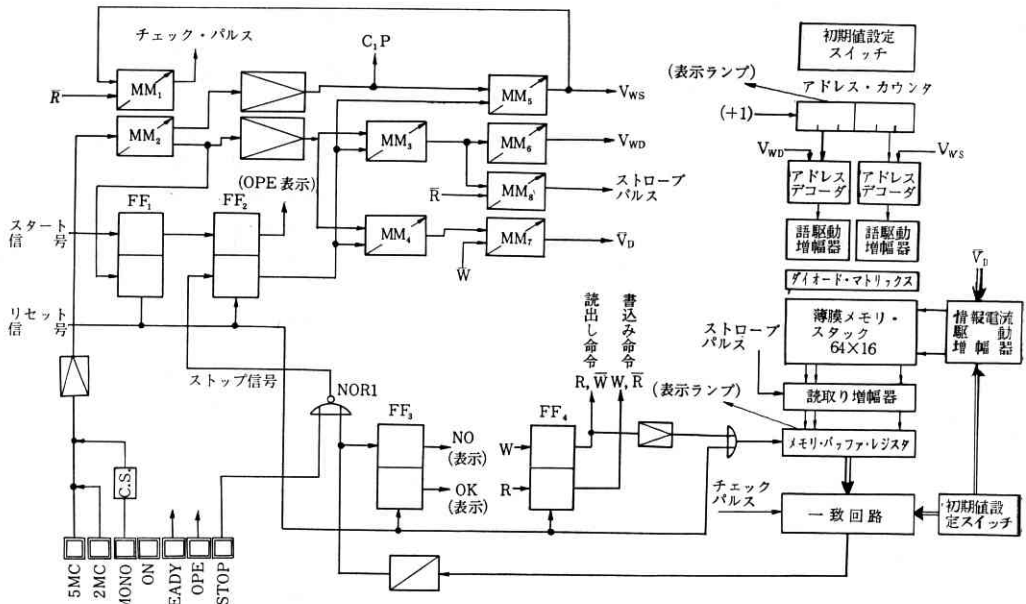 チェック・パルス
C₁P
R̅
MM₁
MM₂
MM₅
V_WS
MM₃
MM₆
V_WD
(OPE 表示)
R̅
MM₈
ストローブ
パルス
FF₁
FF₂
スタート
信号
MM₄
MM₇
V̅_D
W̅
リセット
信号
ストップ信号
NOR1
読出し命令
書込み命令
R, W̅
W, R̅
FF₃
NO
(表示)
OK
(表示)
FF₄
W
R
C.S.
5MC
2MC
MONO
ON
EADY
OPE
STOP
初期値設定
スイッチ
(表示ランプ)
アドレス・カウンタ
(+1)
V_WD
V_WS
アドレス
デコーダ
アドレス
デコーダ
語駆動
増幅器
語駆動
増幅器
ダイオード・マトリックス
V̅_D
薄膜メモリ・
スタック
64×16
情報電流
駆動
増幅器
ストローブ
パルス
読取り増幅器
(表示ランプ)
メモリ・バッファ・レジスタ
チェック
パルス
一致回路
初期値設
定スイッチ